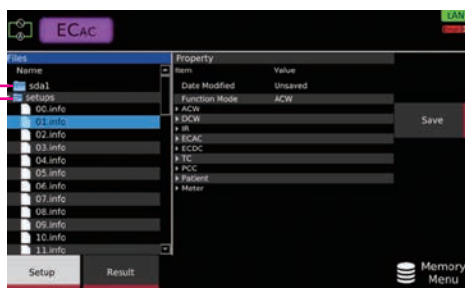 ECAC
LAN
Files
Name
sda1
setups
00.info
01.info
02.info
03.info
04.info
05.info
06.info
07.info
08.info
09.info
10.info
11.info
Property
Item Value
Date Modified Unsaved
Function Mode ACW
ACW
DCW
IR
ECAC
ECDC
TC
PCC
Patient
Meter
Save
Setup
Result
Memory
Menu